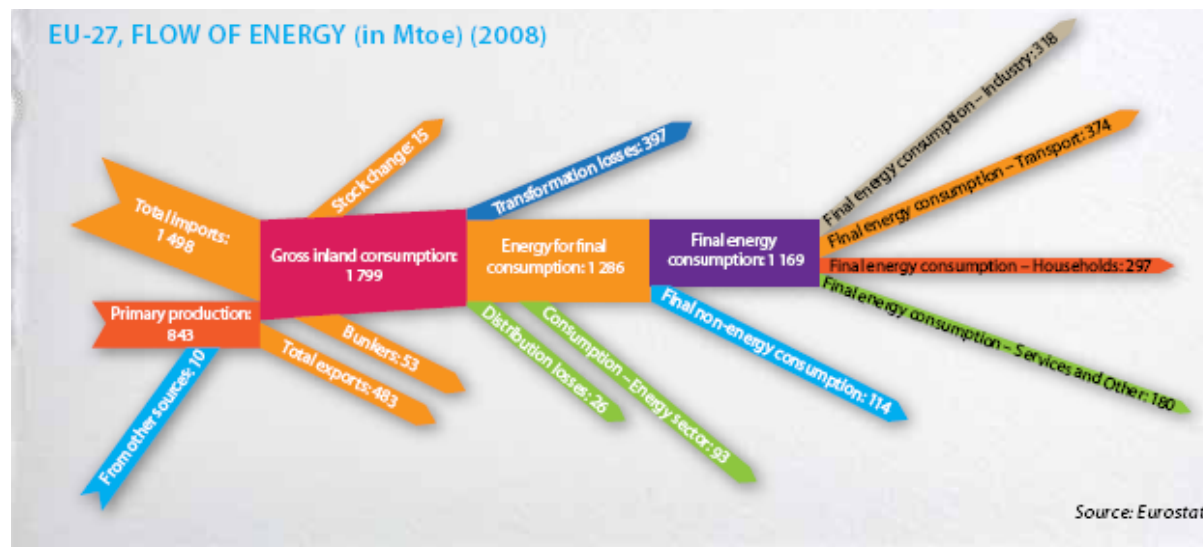 EU-27, FLOW OF ENERGY (in Mtoe) (2008)
Total imports:
1 498
Primary production:
843
From other sources: 10
Stock change: 15
Gross inland consumption:
1 799
Bunkers: 53
Total exports: 483
Transformation losses: 397
Energy for final
consumption: 1 286
Distribution losses: 26
Consumption – Energy sector: 93
Final energy
consumption: 1 169
Final non-energy consumption: 114
Final energy consumption – Industry: 318
Final energy consumption – Transport: 374
Final energy consumption – Households: 297
Final energy consumption – Services and Other: 180
Source: Eurostat